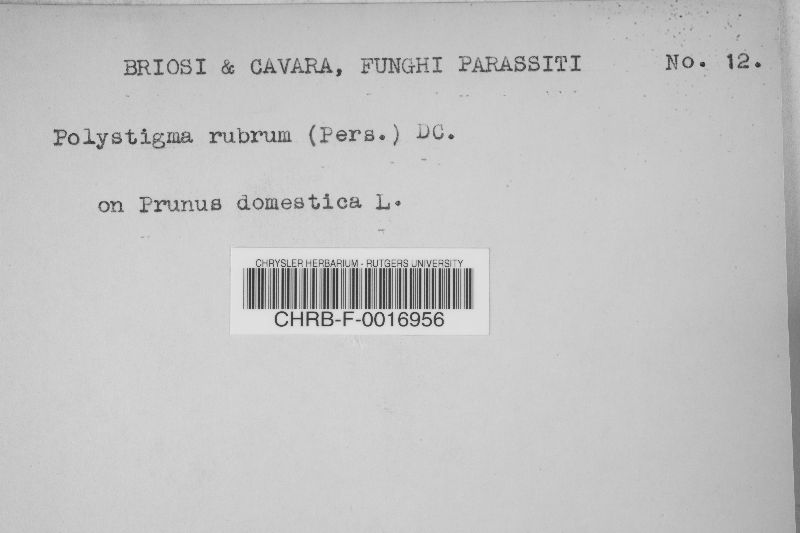 BRIOSI & CAVARA, FUNGHI PARASSITI No. 12.
Polystigma rubrum (Pers.) DC.
on Prunus domestica L.
CHRYSLER HERBARIUM - RUTGERS UNIVERSITY
CHRB-F-0016956